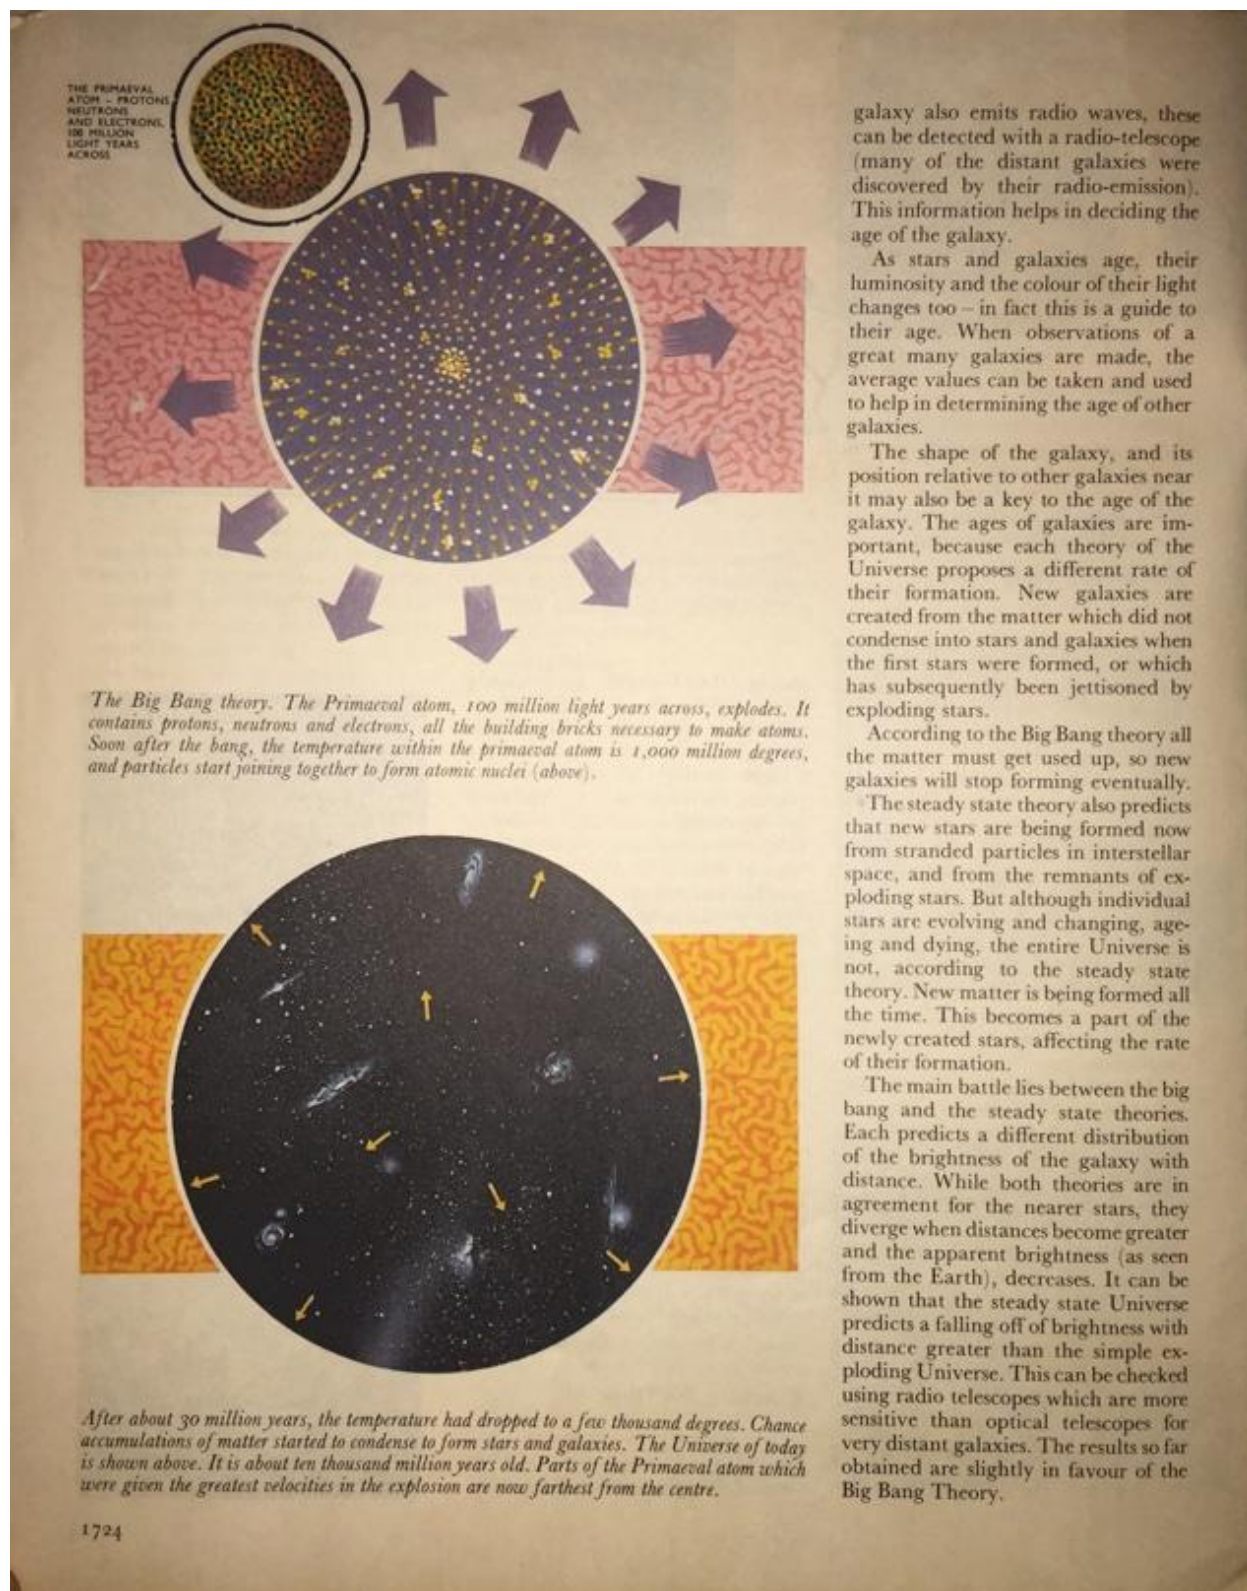 THE PRIMAEVAL
ATOM – PROTONS
NEUTRONS
AND ELECTRONS,
100 MILLION
LIGHT YEARS
ACROSS
The Big Bang theory. The Primaeval atom, 100 million light years across, explodes. It
contains protons, neutrons and electrons, all the building bricks necessary to make atoms.
Soon after the bang, the temperature within the primaeval atom is 1,000 million degrees,
and particles start joining together to form atomic nuclei (above).
After about 30 million years, the temperature had dropped to a few thousand degrees. Chance
accumulations of matter started to condense to form stars and galaxies. The Universe of today
is shown above. It is about ten thousand million years old. Parts of the Primaeval atom which
were given the greatest velocities in the explosion are now farthest from the centre.
1724
galaxy also emits radio waves, these
can be detected with a radio-telescope
(many of the distant galaxies were
discovered by their radio-emission).
This information helps in deciding the
age of the galaxy.
As stars and galaxies age, their
luminosity and the colour of their light
changes too – in fact this is a guide to
their age. When observations of a
great many galaxies are made, the
average values can be taken and used
to help in determining the age of other
galaxies.
The shape of the galaxy, and its
position relative to other galaxies near
it may also be a key to the age of the
galaxy. The ages of galaxies are im-
portant, because each theory of the
Universe proposes a different rate of
their formation. New galaxies are
created from the matter which did not
condense into stars and galaxies when
the first stars were formed, or which
has subsequently been jettisoned by
exploding stars.
According to the Big Bang theory all
the matter must get used up, so new
galaxies will stop forming eventually.
The steady state theory also predicts
that new stars are being formed now
from stranded particles in interstellar
space, and from the remnants of ex-
ploding stars. But although individual
stars are evolving and changing, age-
ing and dying, the entire Universe is
not, according to the steady state
theory. New matter is being formed all
the time. This becomes a part of the
newly created stars, affecting the rate
of their formation.
The main battle lies between the big
bang and the steady state theories.
Each predicts a different distribution
of the brightness of the galaxy with
distance. While both theories are in
agreement for the nearer stars, they
diverge when distances become greater
and the apparent brightness (as seen
from the Earth), decreases. It can be
shown that the steady state Universe
predicts a falling off of brightness with
distance greater than the simple ex-
ploding Universe. This can be checked
using radio telescopes which are more
sensitive than optical telescopes for
very distant galaxies. The results so far
obtained are slightly in favour of the
Big Bang Theory.